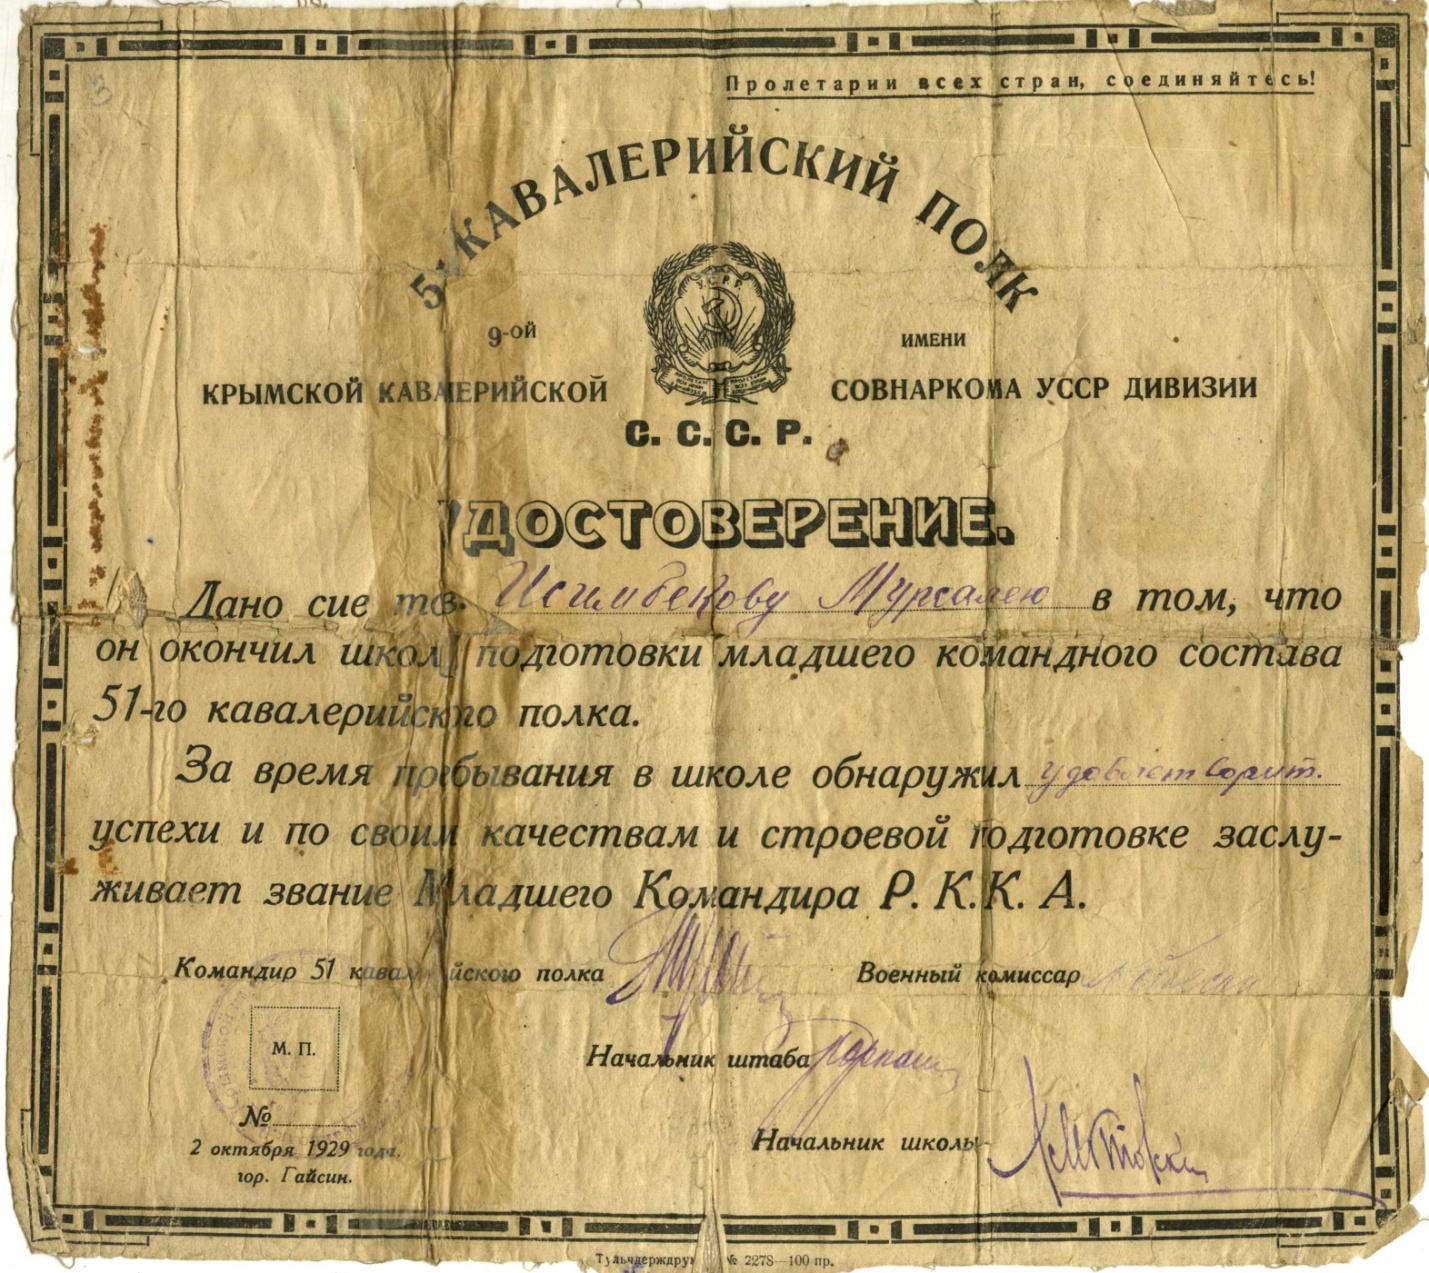 Пролетарии всех стран, соединяйтесь!
51 КАВАЛЕРИЙСКИЙ ПОЛК
9-ой ИМЕНИ
КРЫМСКОЙ КАВАЛЕРИЙСКОЙ СОВНАРКОМА УССР ДИВИЗИИ
С. С. С. Р.
УДОСТОВЕРЕНИЕ.
Дано сие тов. Исимбекову Мурсалею в том, что
он окончил школу подготовки младшего командного состава
51-го кавалерийского полка.
За время пребывания в школе обнаружил удовлетворит.
успехи и по своим качествам и строевой подготовке заслу-
живает звание Младшего Командира Р. К. К. А.
Командир 51 кавалерийского полка Военный комиссар
М. П.
Начальник штаба
№
Начальник школы
2 октября 1929 года.
гор. Гайсин.
Тульчдерждрук № 2278—100 пр.